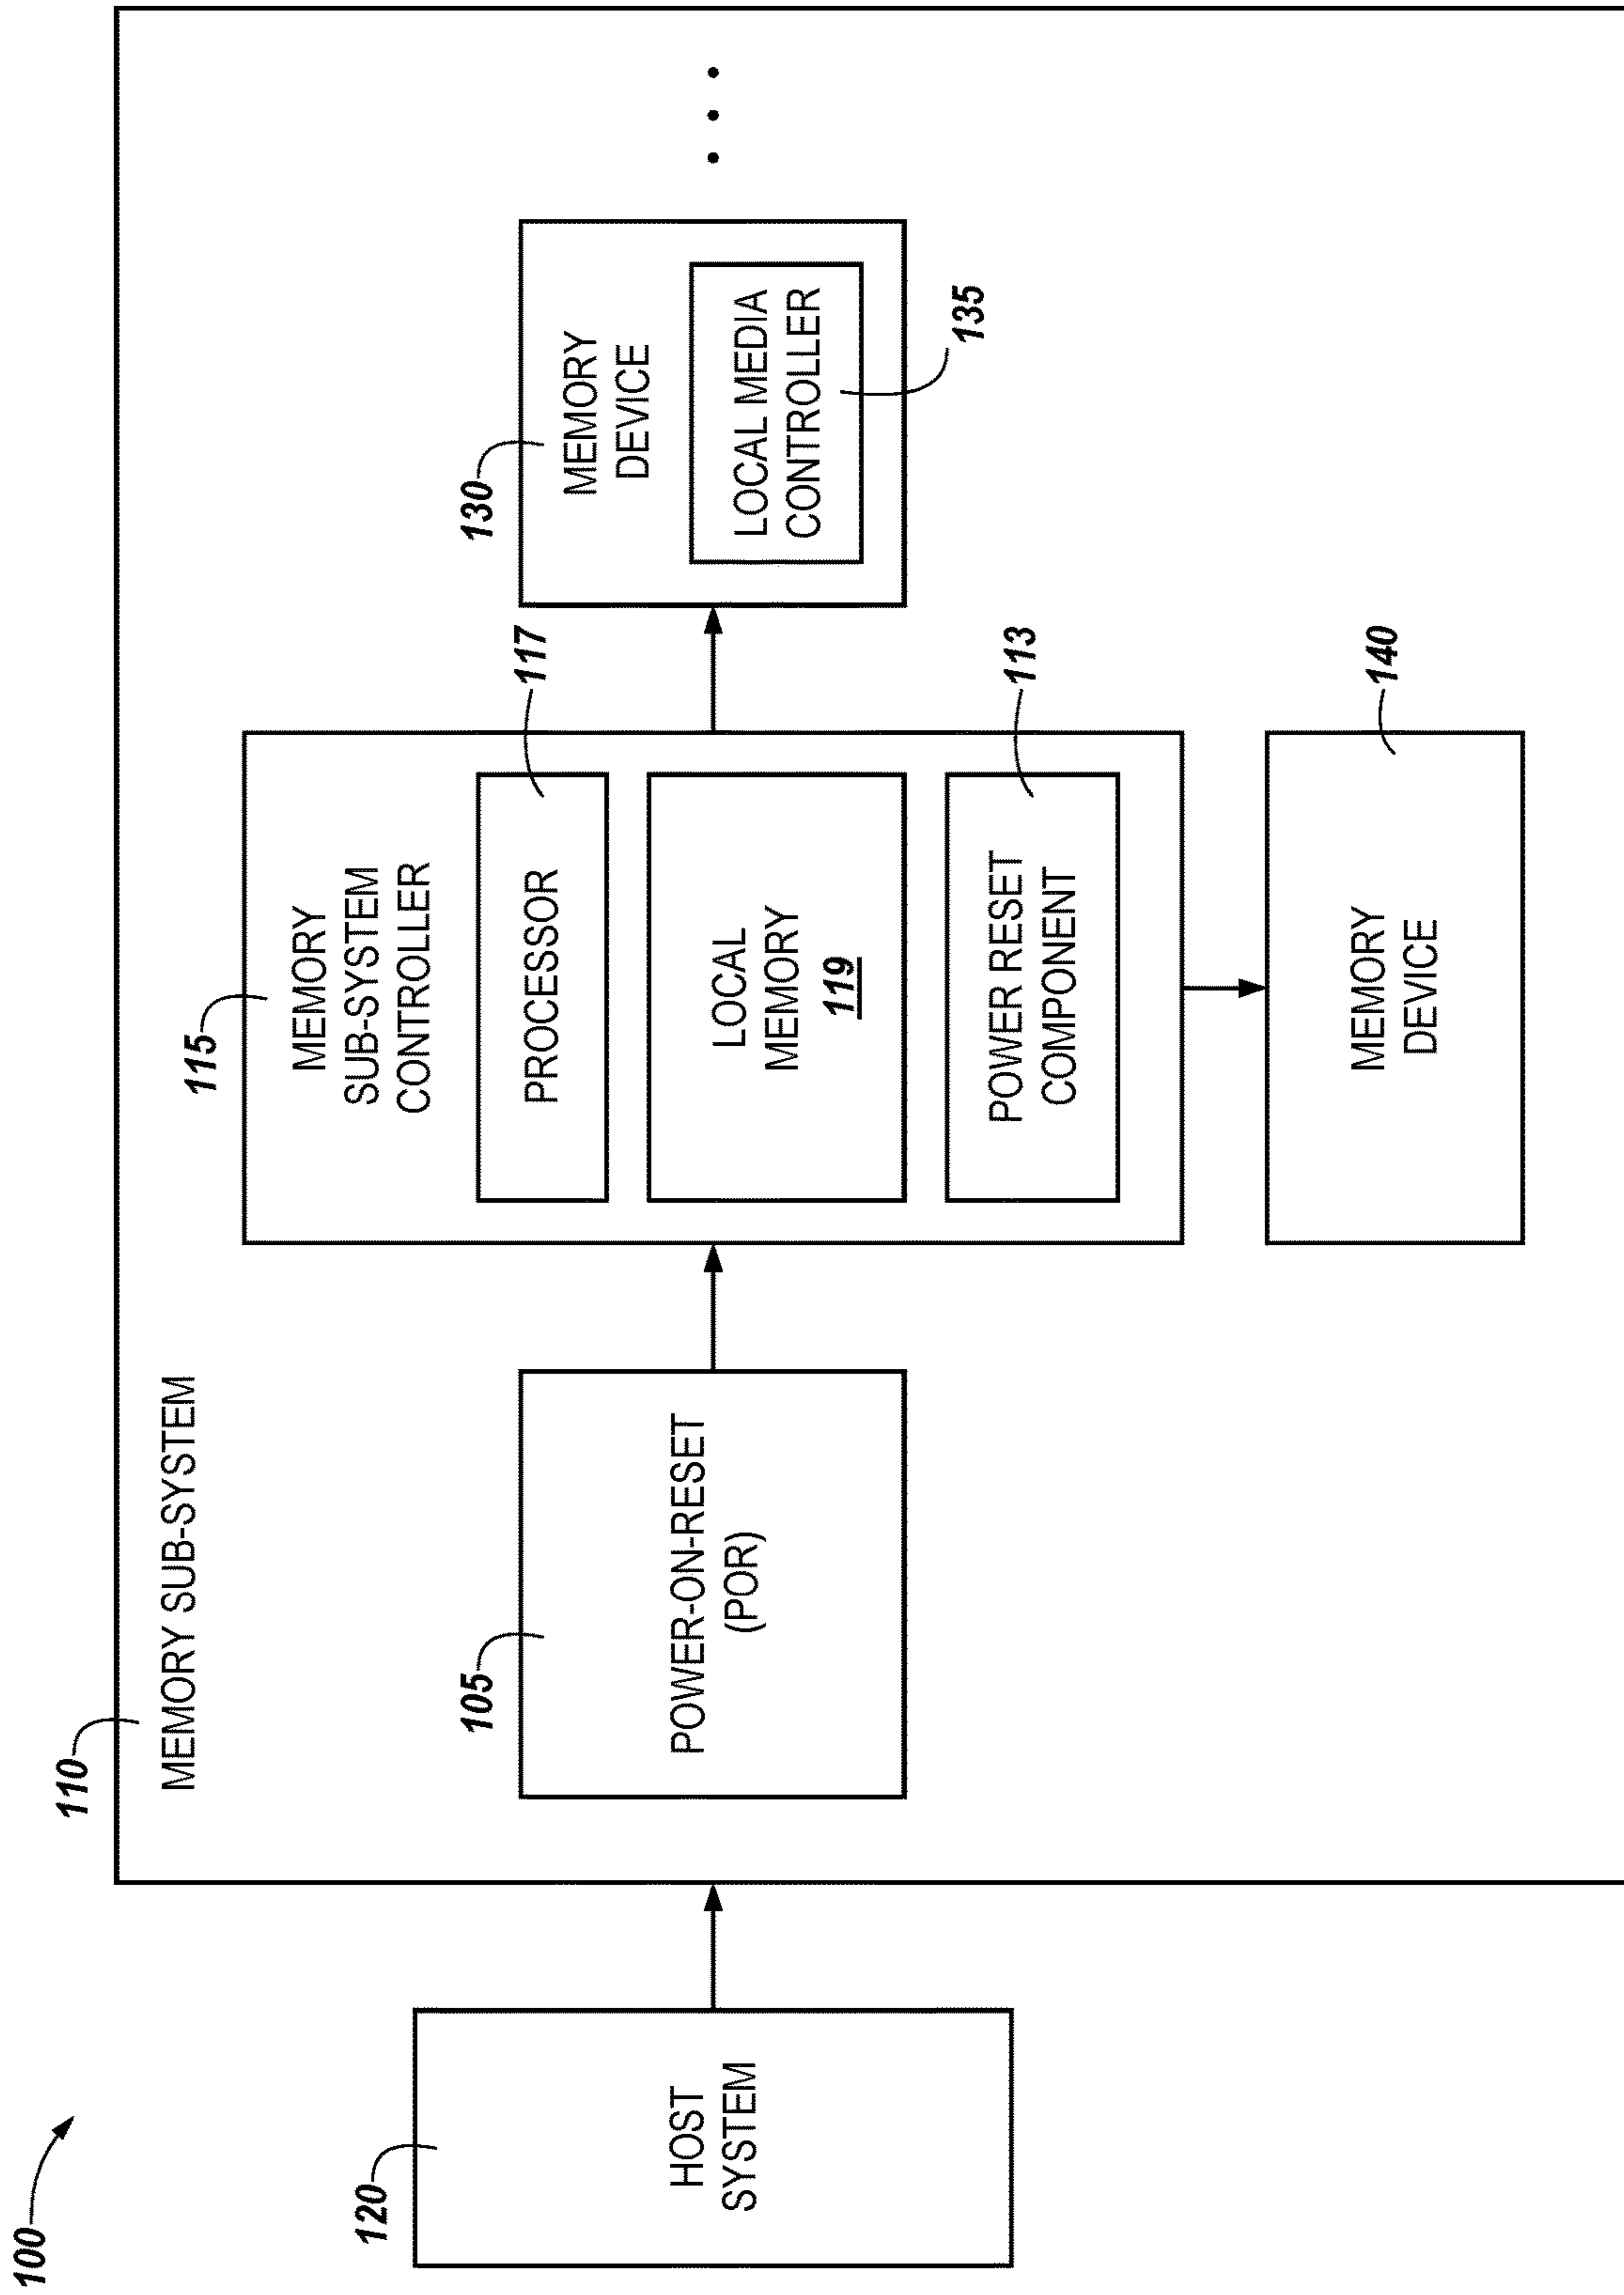 100
110
MEMORY SUB-SYSTEM
120
HOST
SYSTEM
105
POWER-ON-RESET
(POR)
115
MEMORY
SUB-SYSTEM
CONTROLLER
117
PROCESSOR
LOCAL
MEMORY
119
113
POWER RESET
COMPONENT
130
MEMORY
DEVICE
LOCAL MEDIA
CONTROLLER
135
140
MEMORY
DEVICE